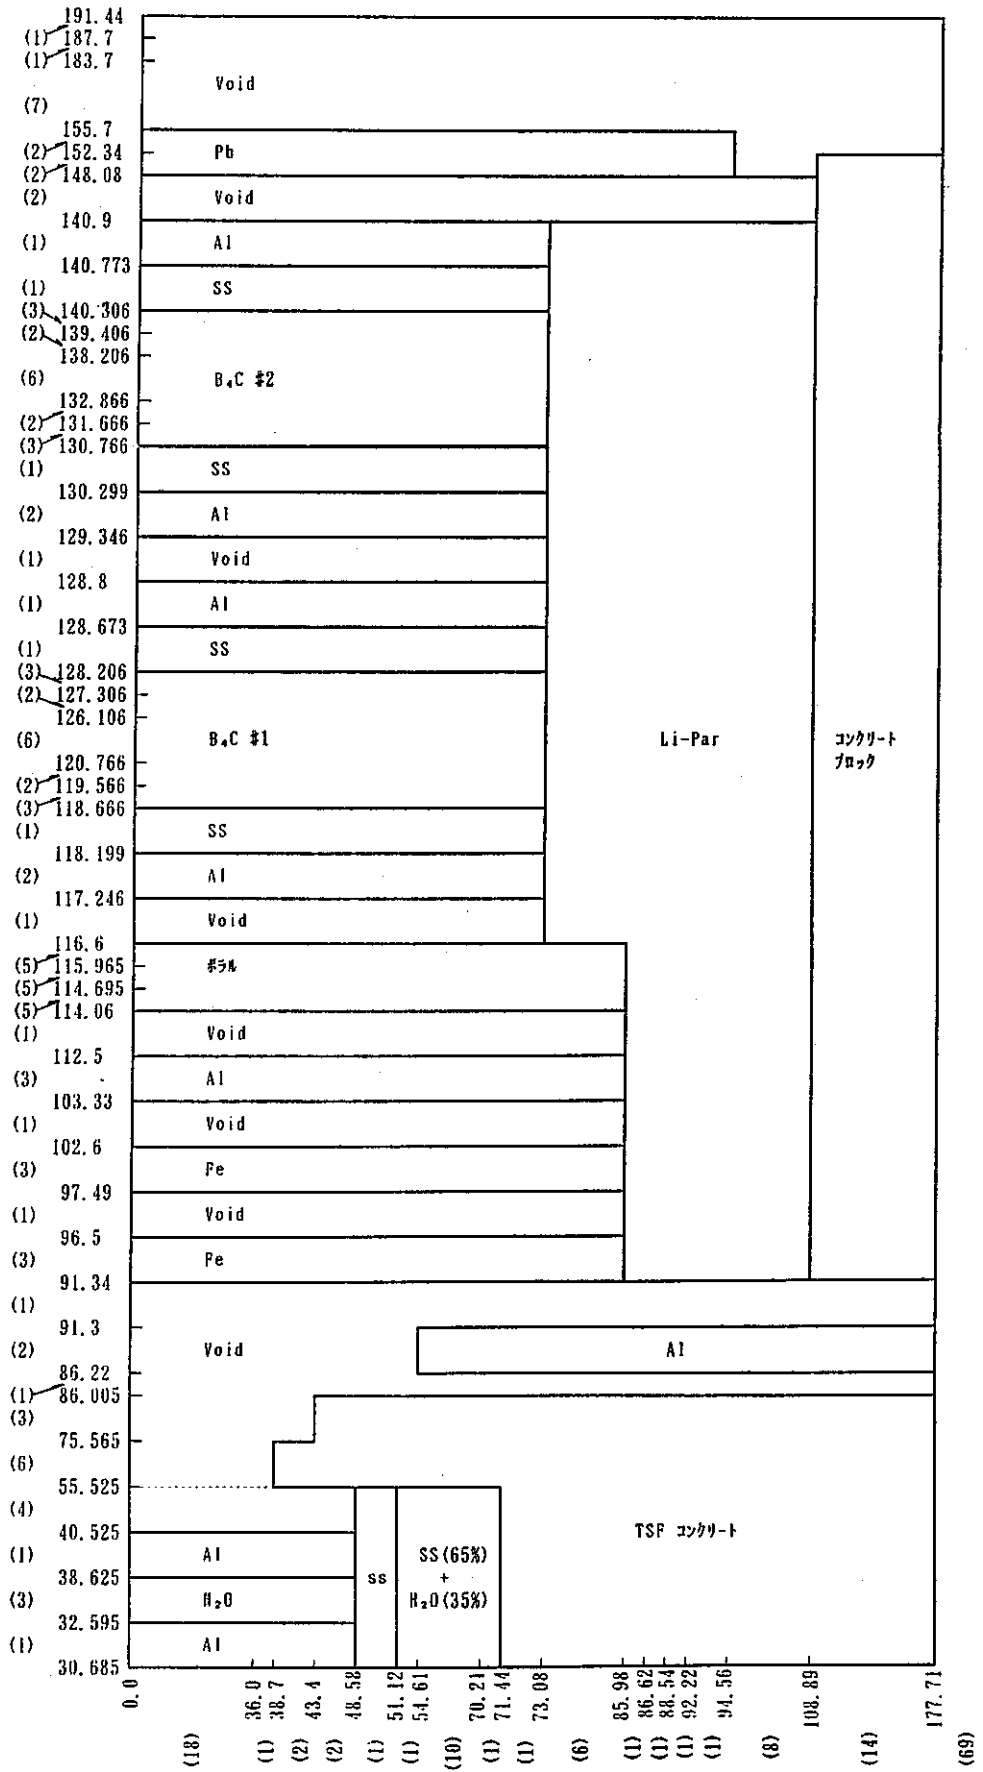 191.44
(1) 187.7
(1) 183.7
Void
(7)
155.7
(2) 152.34 Pb
(2) 148.08
(2) Void
140.9
(1) Al
140.773
(1) SS
(3) 140.306
(2) 139.406
138.206
(6) B₄C #2
132.866
(2) 131.666
(3) 130.766
(1) SS
130.299
(2) Al
129.346
(1) Void
128.8
(1) Al
128.673
(1) SS
(3) 128.206
(2) 127.306
126.106
(6) B₄C #1 Li-Par コンクリート
ブロック
120.766
(2) 119.566
(3) 118.666
(1) SS
118.199
(2) Al
117.246
(1) Void
116.6
(5) 115.965 ボラル
(5) 114.695
(5) 114.06
(1) Void
112.5
(3) Al
103.33
(1) Void
102.6
(3) Fe
97.49
(1) Void
96.5
(3) Fe
91.34
(1)
91.3
(2) Void Al
86.22
(1) 86.005
(3)
75.565
(6)
55.525
(4)
40.525 TSF コンクリート
(1) Al SS SS(65%)
+
38.625
(3) H₂O H₂O(35%)
32.595
(1) Al
30.685
0.0 36.0 38.7 43.4 48.58 51.12 54.61 70.21 71.44 73.08 85.98 86.62 88.54 92.22 94.56 108.89 177.71
(18) (1) (2) (2) (1) (1) (10) (1) (1) (6) (1) (1) (1) (1) (8) (14) (69)